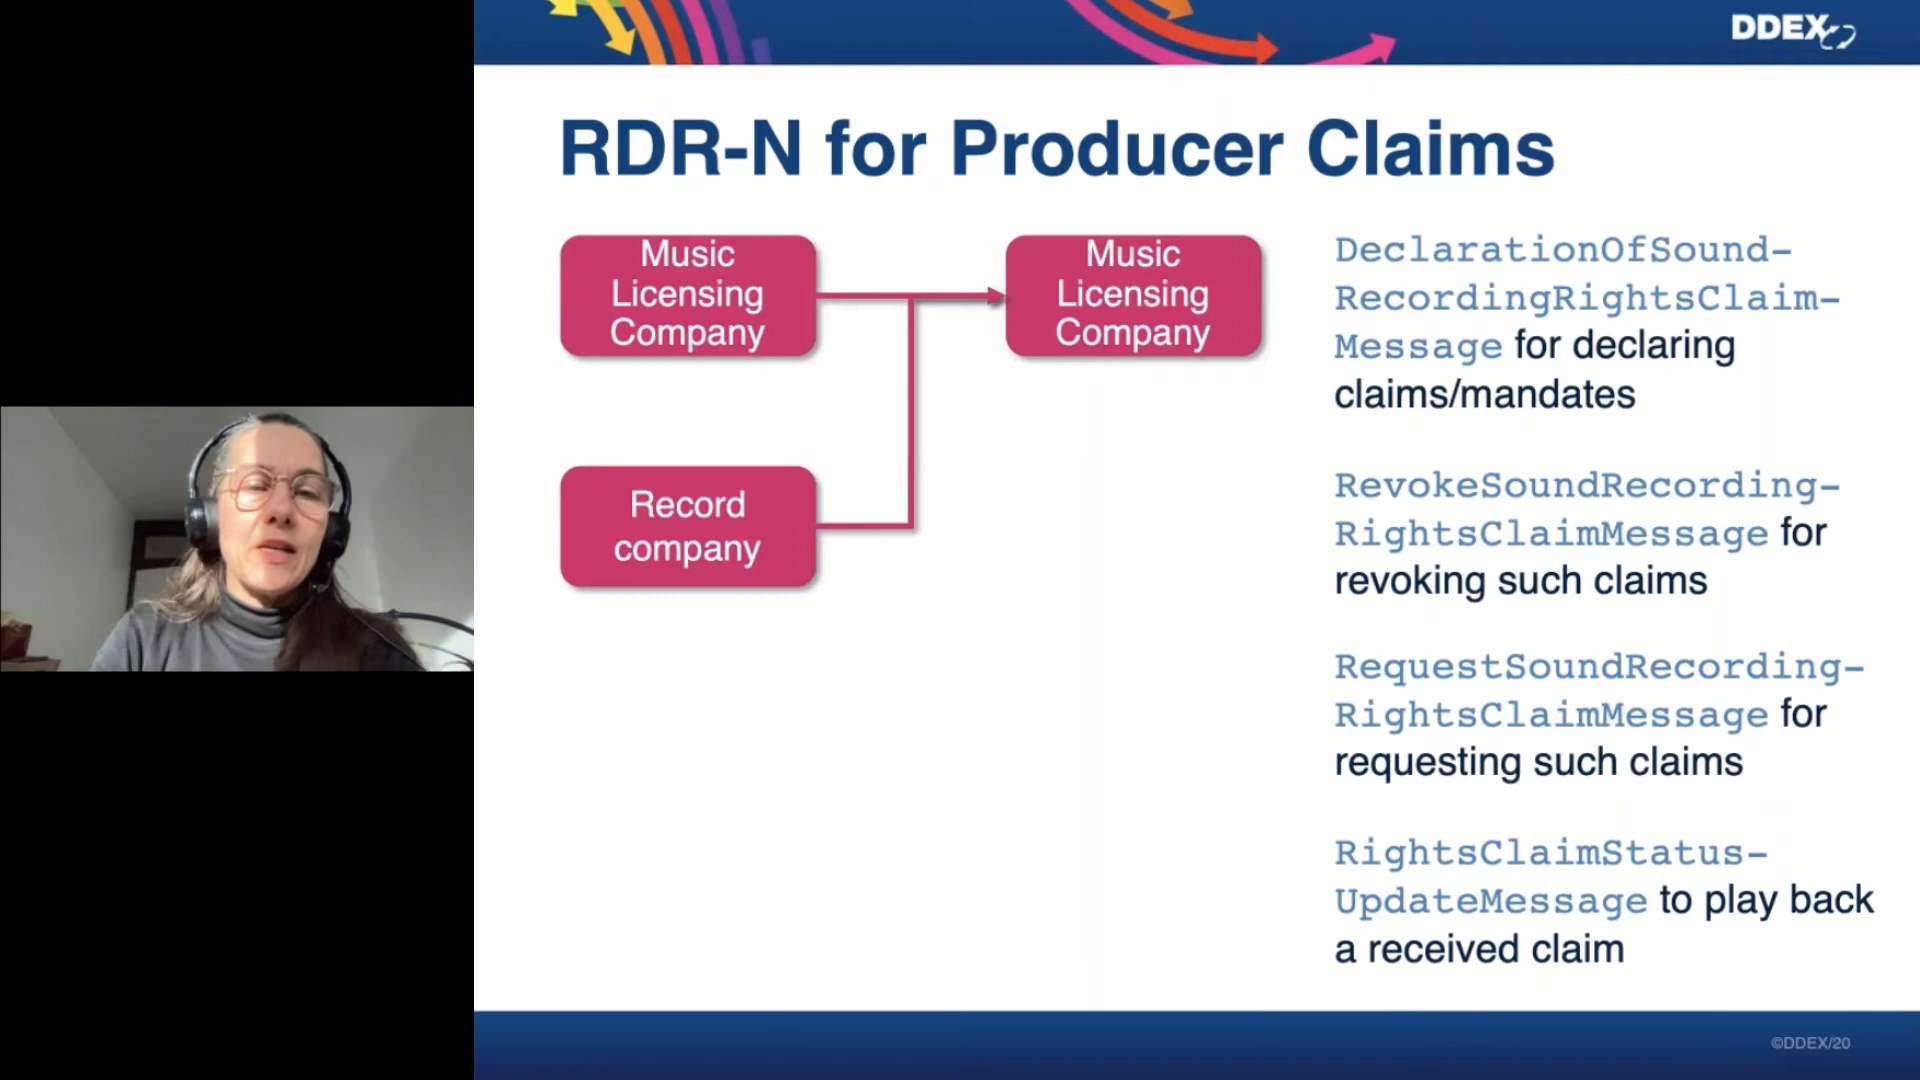 DDEX
RDR-N for Producer Claims
Music
Licensing
Company
Music
Licensing
Company
Record
company
DeclarationOfSound-
RecordingRightsClaim-
Message for declaring
claims/mandates
RevokeSoundRecording-
RightsClaimMessage for
revoking such claims
RequestSoundRecording-
RightsClaimMessage for
requesting such claims
RightsClaimStatus-
UpdateMessage to play back
a received claim
©DDEX/20